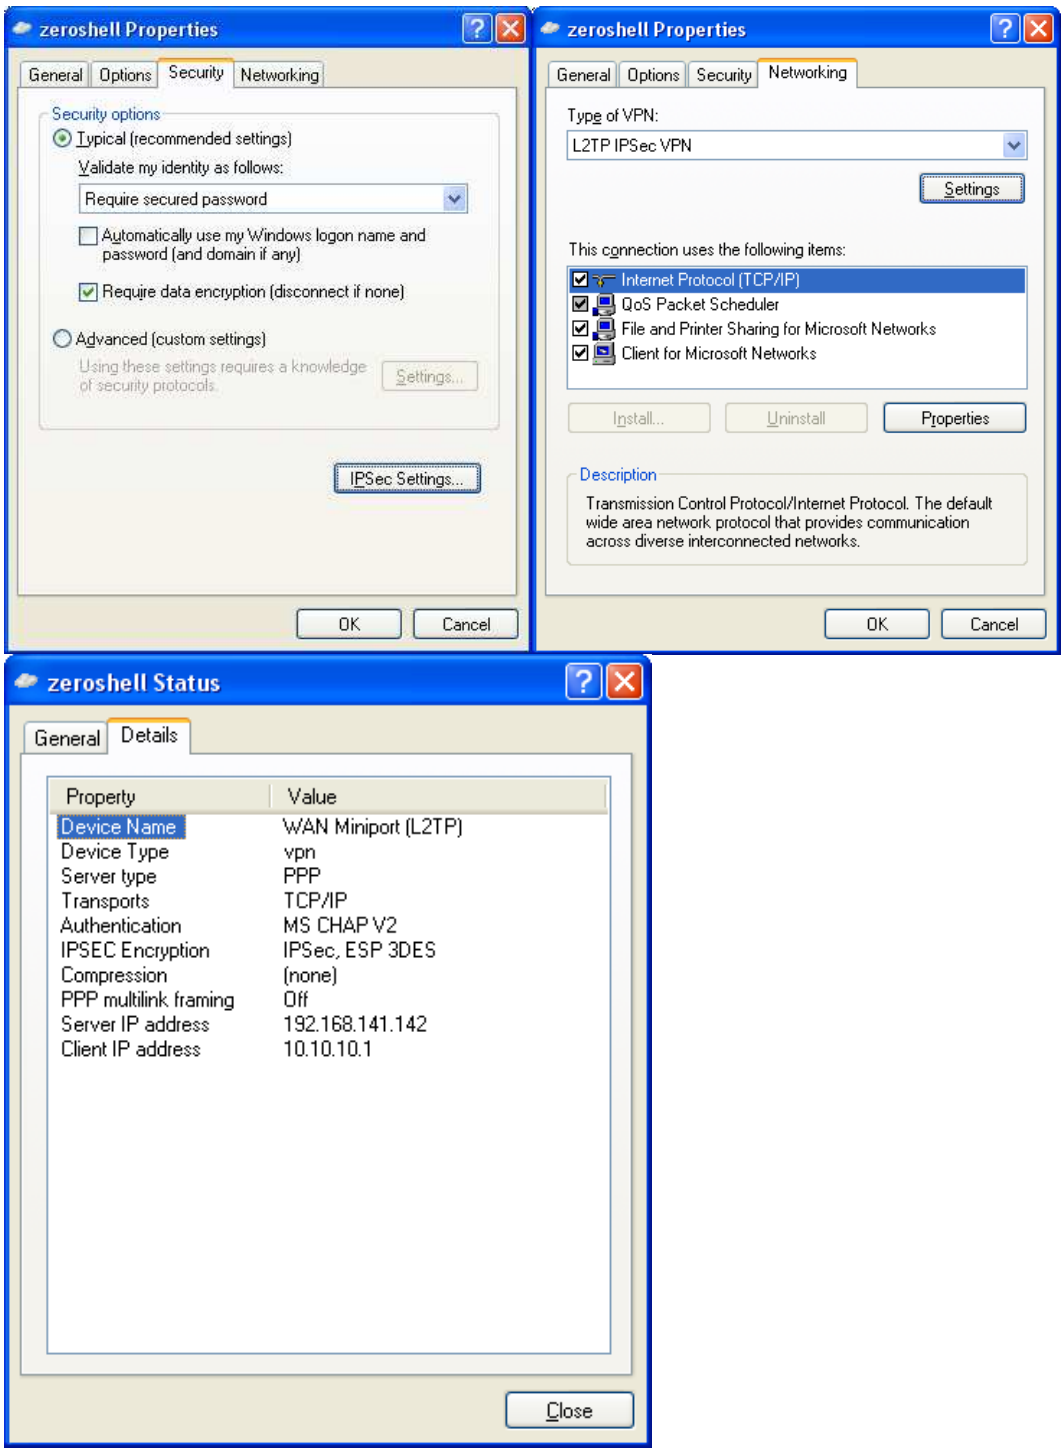 zeroshell Properties
General Options Security Networking
Security options
Typical (recommended settings)
Validate my identity as follows:
Require secured password
Automatically use my Windows logon name and
password (and domain if any)
Require data encryption (disconnect if none)
Advanced (custom settings)
Using these settings requires a knowledge
of security protocols.
Settings...
IPSec Settings...
OK Cancel
zeroshell Properties
General Options Security Networking
Type of VPN:
L2TP IPSec VPN
Settings
This connection uses the following items:
Internet Protocol (TCP/IP)
QoS Packet Scheduler
File and Printer Sharing for Microsoft Networks
Client for Microsoft Networks
Install... Uninstall Properties
Description
Transmission Control Protocol/Internet Protocol. The default
wide area network protocol that provides communication
across diverse interconnected networks.
OK Cancel
zeroshell Status
General Details
Property Value
Device Name WAN Miniport (L2TP)
Device Type vpn
Server type PPP
Transports TCP/IP
Authentication MS CHAP V2
IPSEC Encryption IPSec, ESP 3DES
Compression (none)
PPP multilink framing Off
Server IP address 192.168.141.142
Client IP address 10.10.10.1
Close